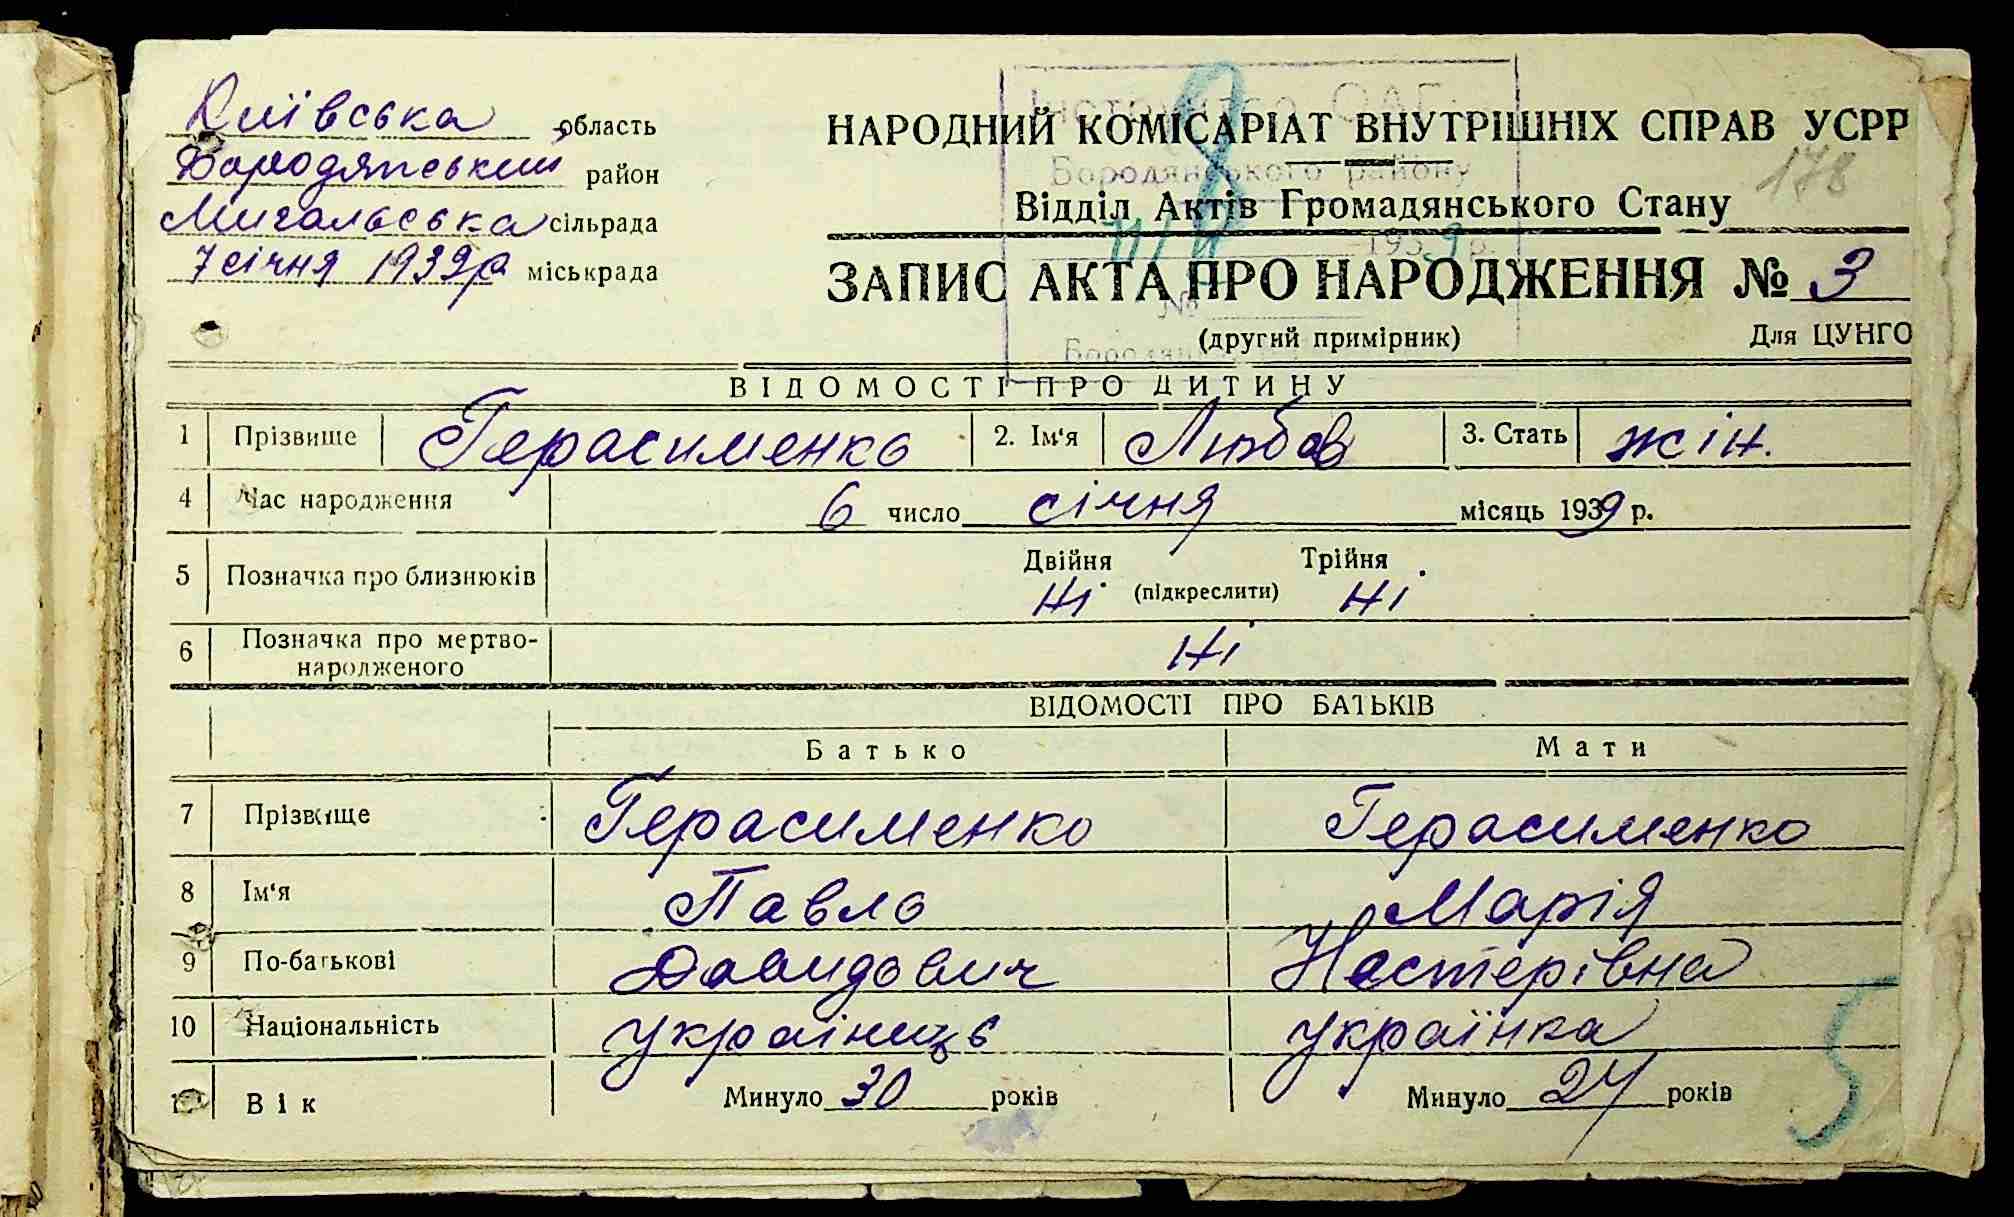 Київська область
Бородянський район
Мигальська сільрада
7 січня 1939 р міськрада
НАРОДНИЙ КОМІСАРІАТ ВНУТРІШНІХ СПРАВ УСРР
178
Бородянського району
Відділ Актів Громадянського Стану
11/II 1939 р.
ЗАПИС АКТА ПРО НАРОДЖЕННЯ № 3
№
(другий примірник) Для ЦУНГО
ВІДОМОСТІ ПРО ДИТИНУ
1 Прізвище Герасименко 2. Ім'я Любов 3. Стать жін.
4 Час народження 6 число січня місяць 1939 р.
5 Позначка про близнюків Двійня Трійня
Ні (підкреслити) Ні
6 Позначка про мертво-
народженого Ні
ВІДОМОСТІ ПРО БАТЬКІВ
Батько Мати
7 Прізвище Герасименко Герасименко
8 Ім'я Павло Марія
9 По-батькові Давидович Нестерівна
10 Національність українець українка
Вік Минуло 30 років Минуло 24 років
5